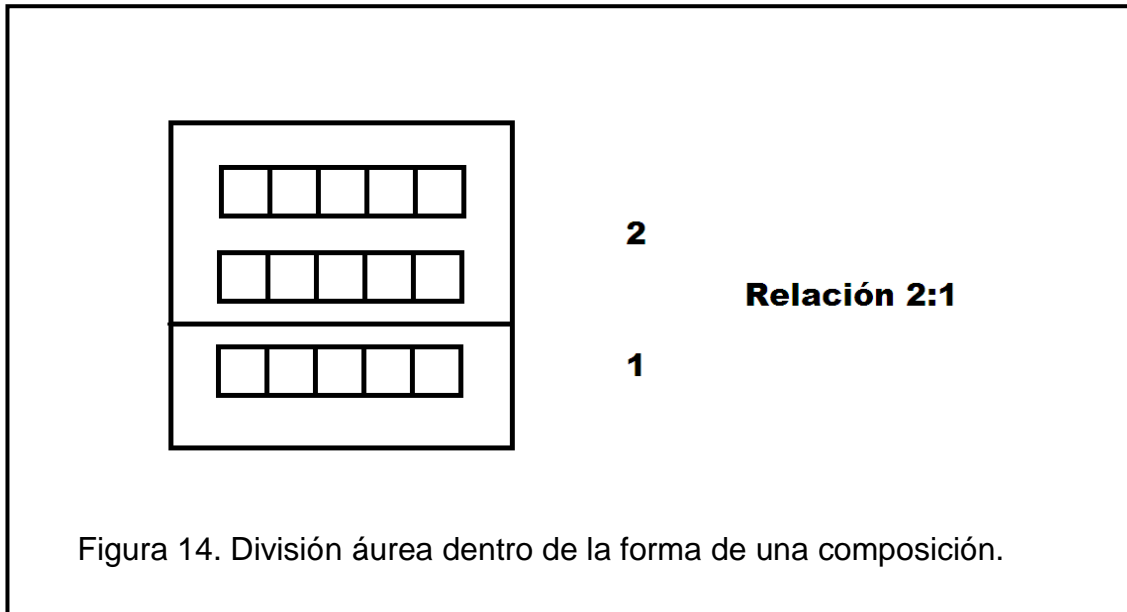 2
Relación 2:1
1
Figura 14. División áurea dentro de la forma de una composición.